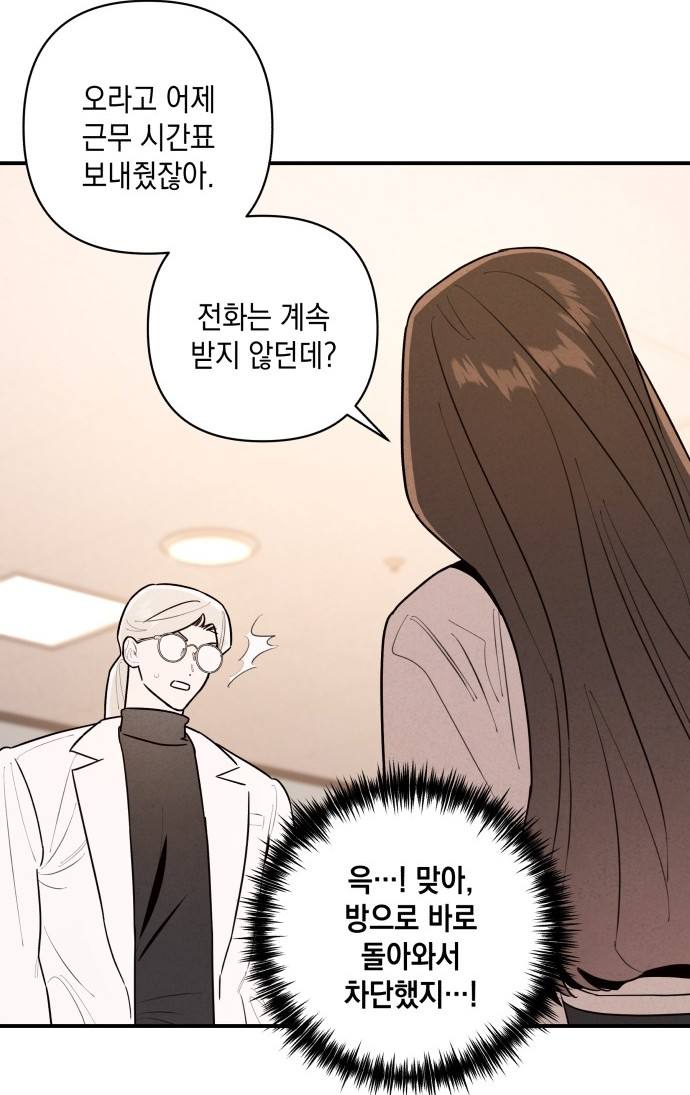 오라고 어제
근무 시간표
보내줬잖아.
전화는 계속
받지 않던데?
윽…! 맞아,
방으로 바로
돌아와서
차단했지…!